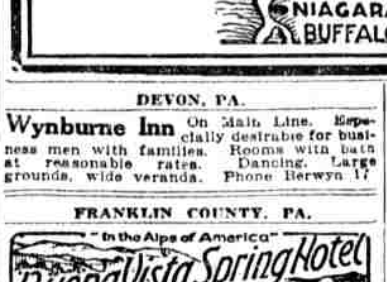 NIAGARA
BUFFALO
DEVON, PA.
Wynburne Inn On Main Line. Espe-
cially desirable for busi-
ness men with families. Rooms with bath
at reasonable rates. Dancing. Large
grounds, wide veranda. Phone Berwyn 17
FRANKLIN COUNTY, PA.
"In the Alps of America"
Buena Vista Spring Hotel